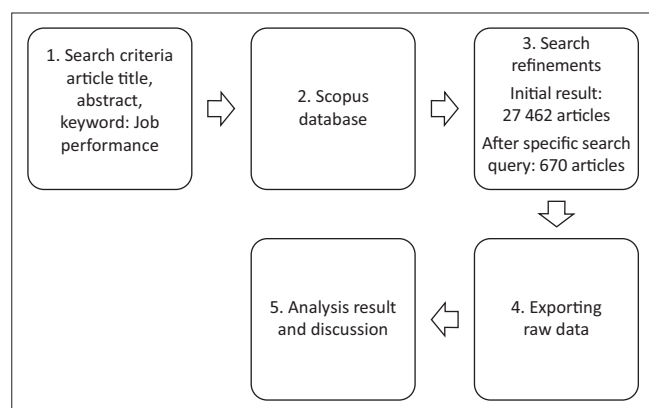 1. Search criteria
article title,
abstract,
keyword: Job
performance
2. Scopus
database
3. Search
refinements
Initial result:
27 462 articles
After specific search
query: 670 articles
4. Exporting
raw data
5. Analysis result
and discussion